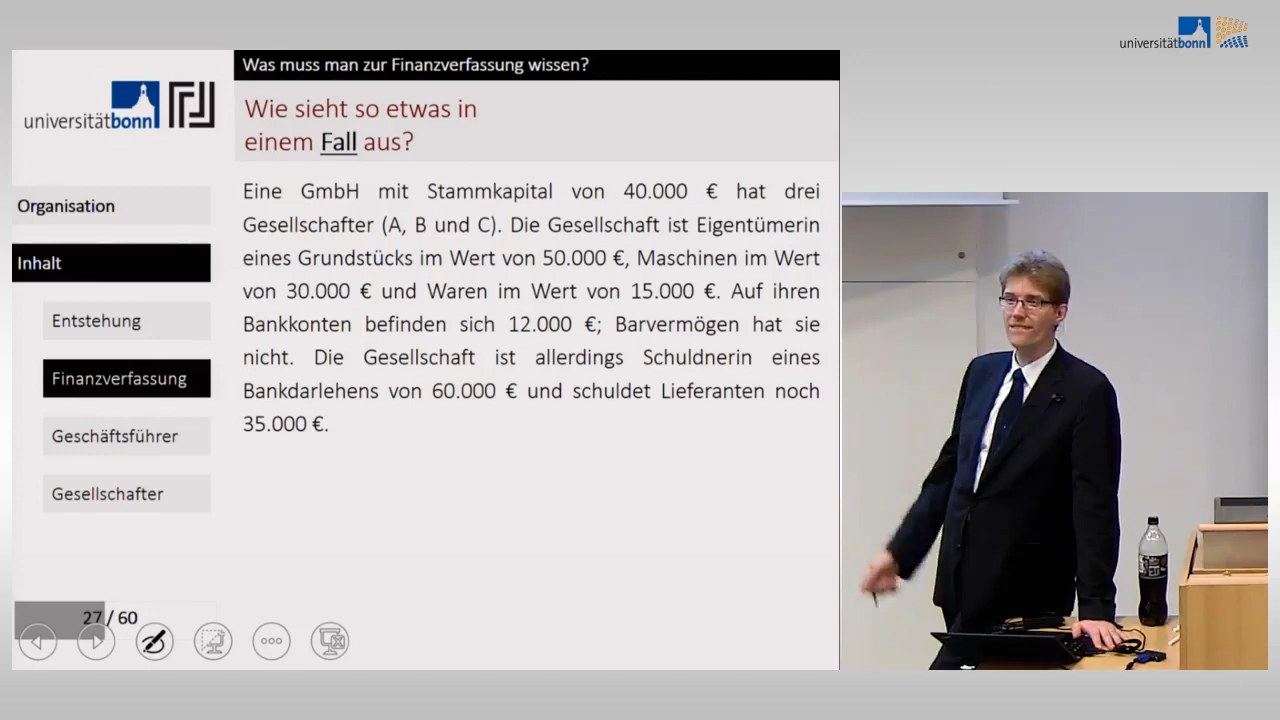 universitätbonn
Was muss man zur Finanzverfassung wissen?
universitätbonn
Wie sieht so etwas in
einem Fall aus?
Organisation
Inhalt
Entstehung
Finanzverfassung
Geschäftsführer
Gesellschafter
Eine GmbH mit Stammkapital von 40.000 € hat drei
Gesellschafter (A, B und C). Die Gesellschaft ist Eigentümerin
eines Grundstücks im Wert von 50.000 €, Maschinen im Wert
von 30.000 € und Waren im Wert von 15.000 €. Auf ihren
Bankkonten befinden sich 12.000 €; Barvermögen hat sie
nicht. Die Gesellschaft ist allerdings Schuldnerin eines
Bankdarlehens von 60.000 € und schuldet Lieferanten noch
35.000 €.
27 / 60